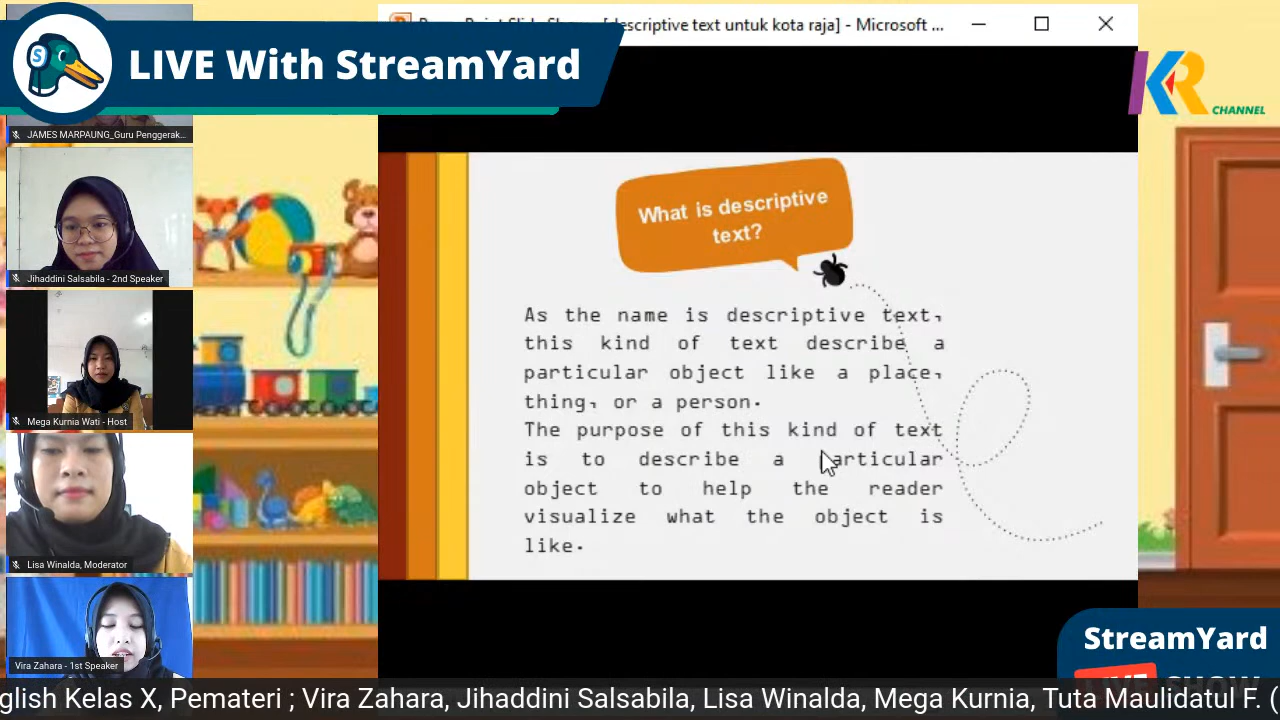 LIVE With StreamYard
[descriptive text untuk kota raja] - Microsoft ...
KR
CHANNEL
JAMES MARPAUNG_Guru Penggerak...
Jihaddini Salsabila - 2nd Speaker
Mega Kurnia Wati - Host
Lisa Winalda, Moderator
Vira Zahara - 1st Speaker
What is descriptive
text?
As the name is descriptive text,
this kind of text describe a
particular object like a place,
thing, or a person.
The purpose of this kind of text
is to describe a particular
object to help the reader
visualize what the object is
like.
StreamYard
LIVE SHOW
glish Kelas X, Pemateri ; Vira Zahara, Jihaddini Salsabila, Lisa Winalda, Mega Kurnia, Tuta Maulidatul F. (